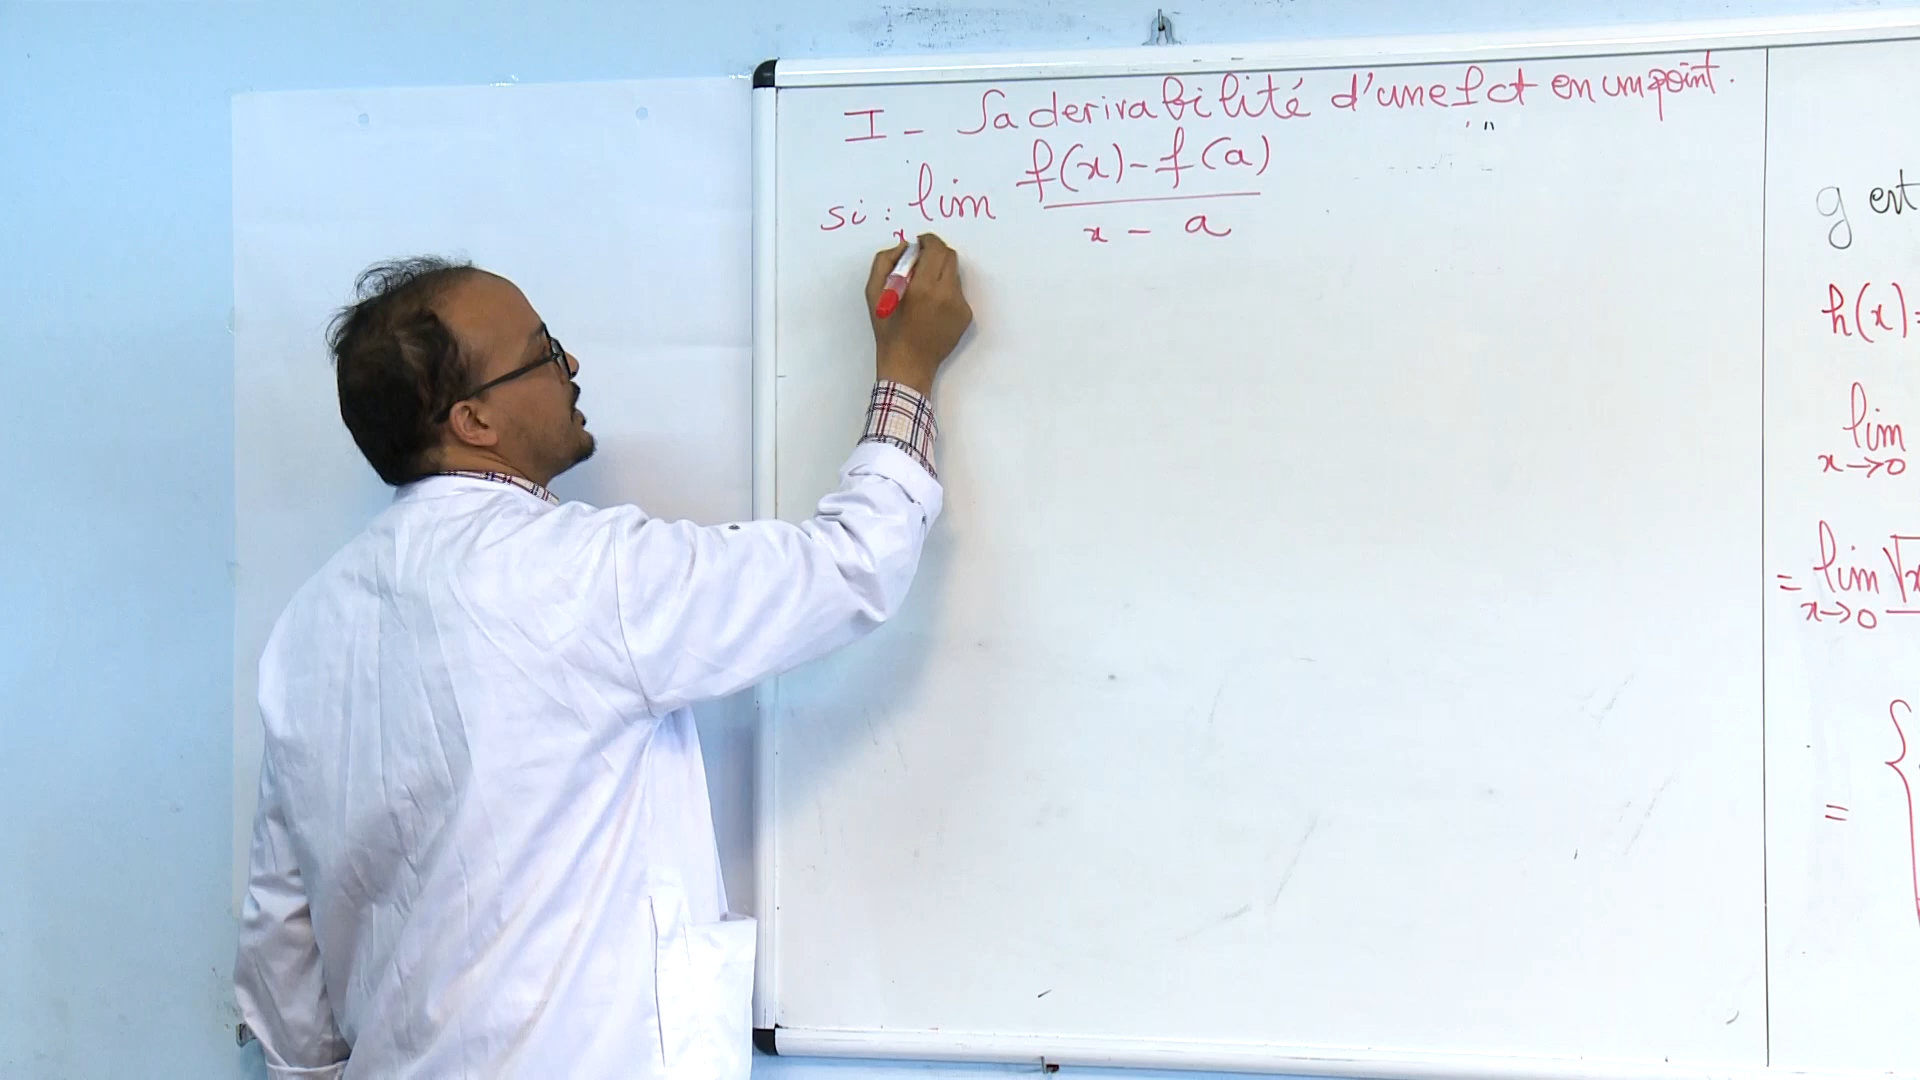 I - La derivabilité d'une fct en un point.
si : lim f(x) - f(a)
x
x - a
g est
h(x) =
lim
x→0
= lim √x
x→0
= {